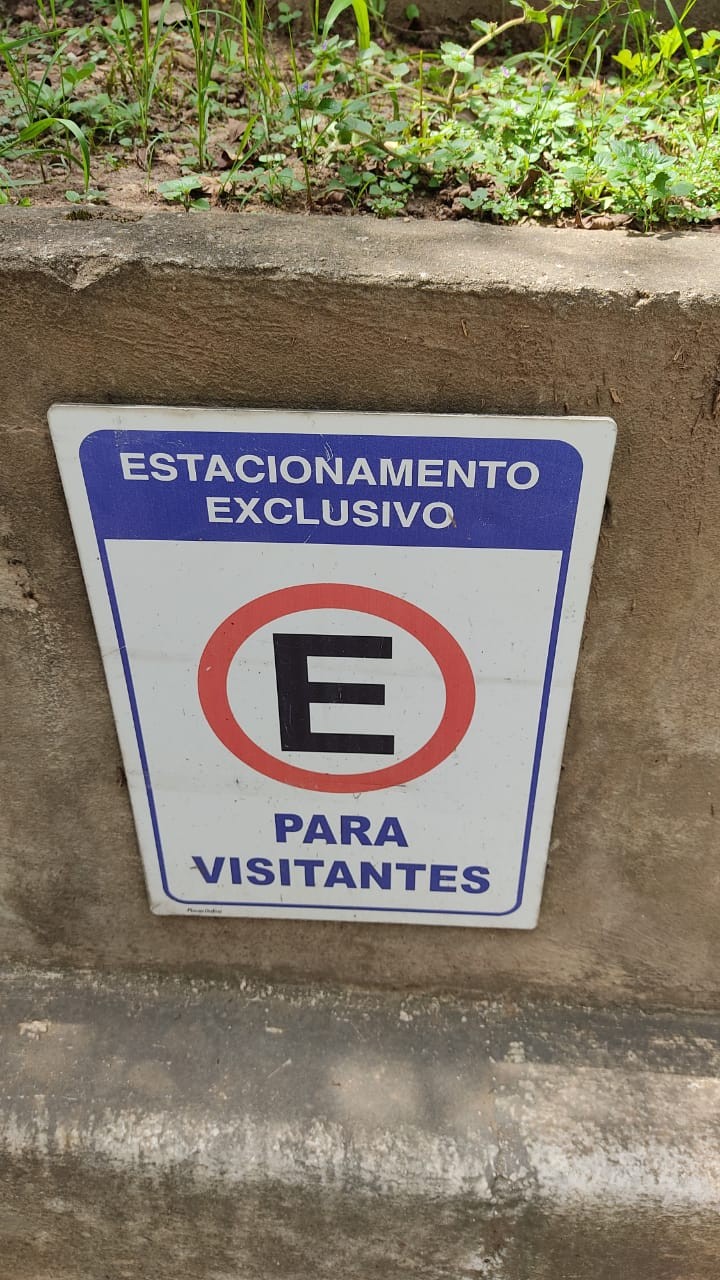 ESTACIONAMENTO
EXCLUSIVO
E
PARA
VISITANTES